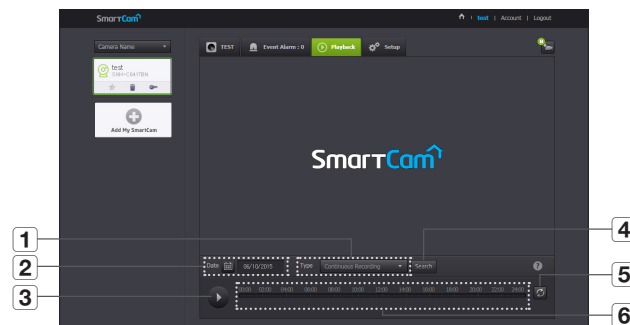 SmartCam
test | Account | Logout
Camera Name
TEST
Event Alarm : 0
Playback
Setup
test
SNH-C6417BN
Add My SmartCam
SmartCam
1
2
3
4
5
6
Date
06/10/2015
Type
Continuous Recording
Search
?
00:00 02:00 04:00 06:00 08:00 10:00 12:00 14:00 16:00 18:00 20:00 22:00 24:00